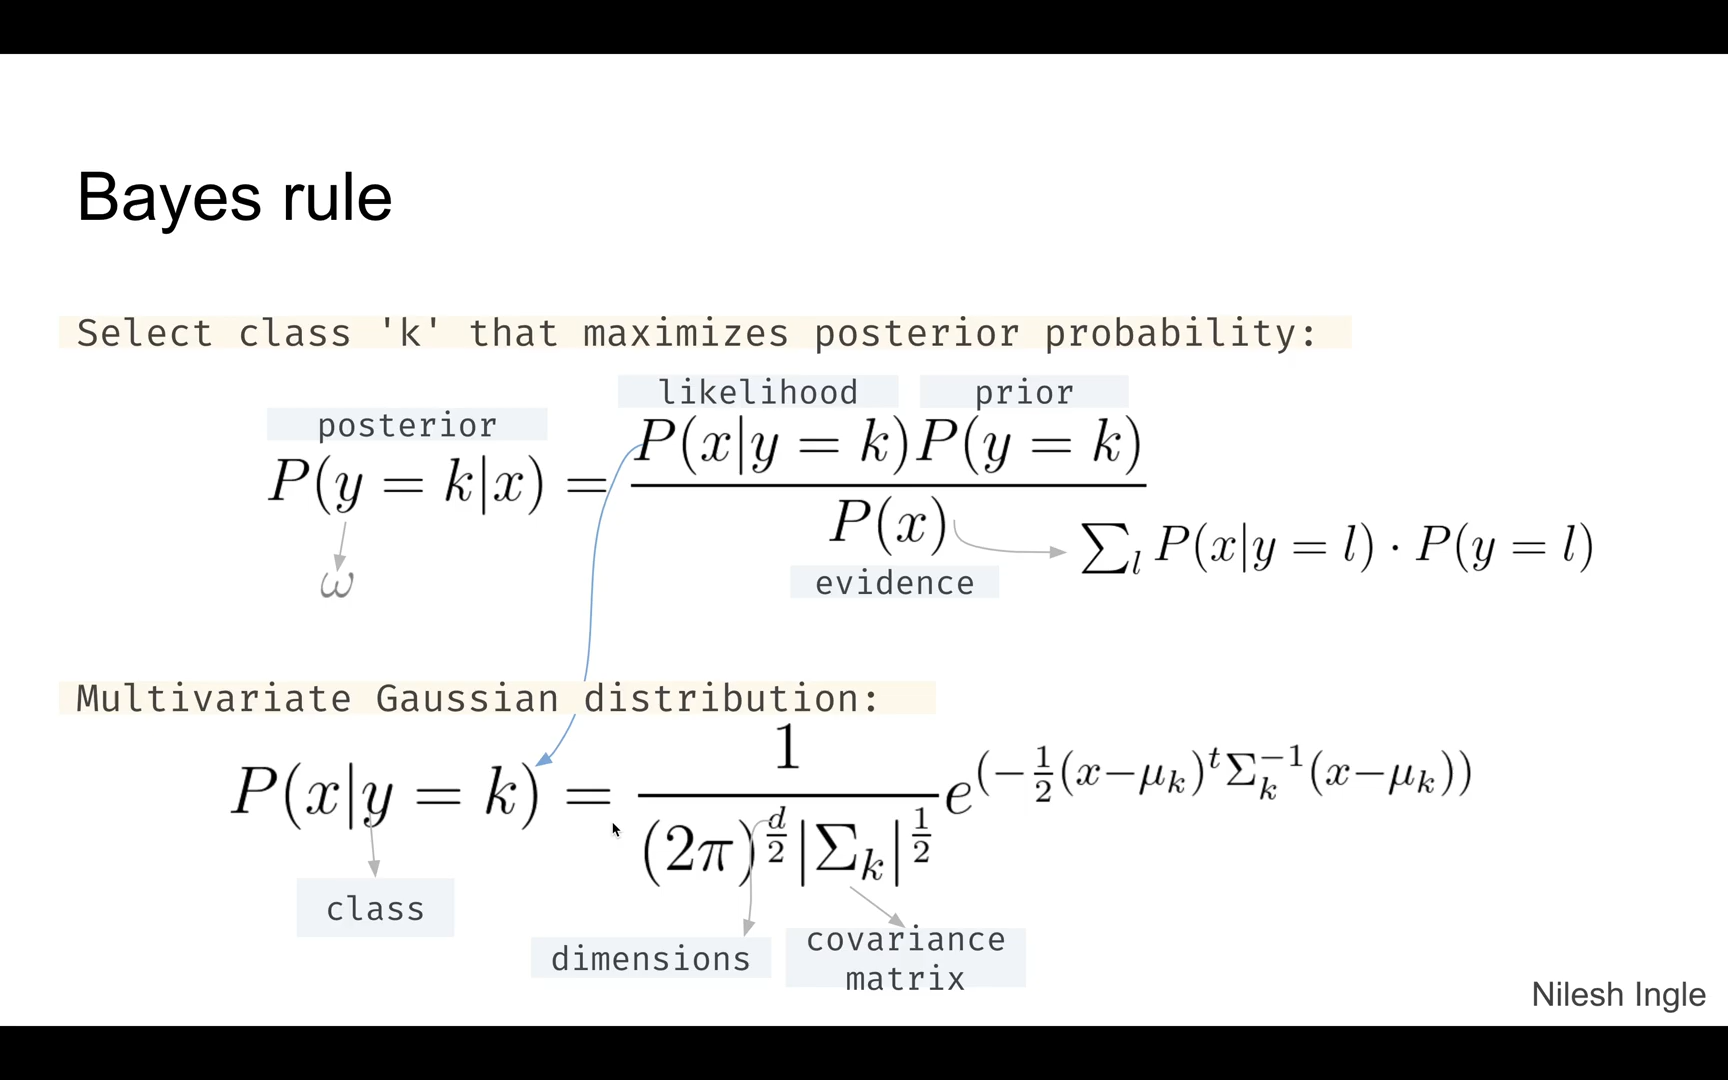 Bayes rule
Select class 'k' that maximizes posterior probability:
likelihood prior
posterior
P(y = k|x) = P(x|y = k)P(y = k) / P(x)
∑_l P(x|y = l) · P(y = l)
evidence
ω
Multivariate Gaussian distribution:
P(x|y = k) = 1 / ((2π)^{d/2} |Σ_k|^{1/2}) e^{(−1/2 (x−μ_k)^t Σ_k^{−1} (x−μ_k))}
class
dimensions
covariance
matrix
Nilesh Ingle